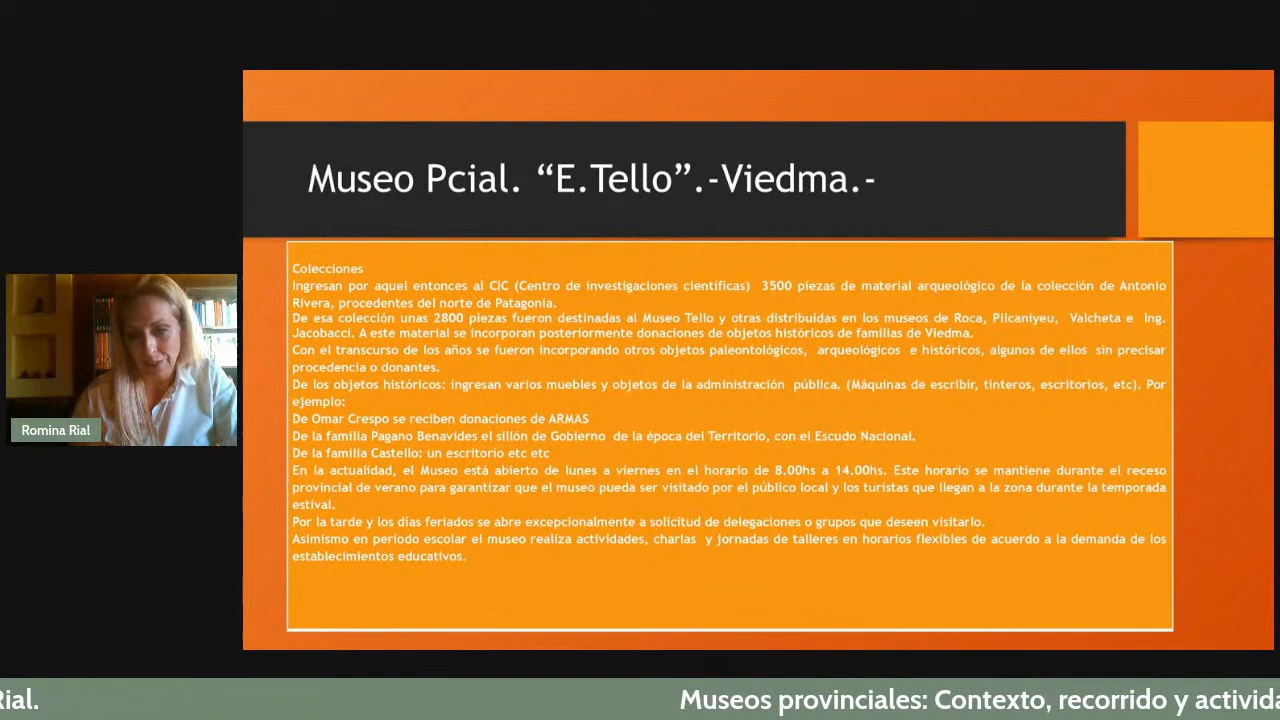 Museo Pcial. “E.Tello”.-Viedma.-
Colecciones
Ingresan por aquel entonces al CIC (Centro de investigaciones científicas) 3500 piezas de material arqueológico de la colección de Antonio
Rivera, procedentes del norte de Patagonia.
De esa colección unas 2800 piezas fueron destinadas al Museo Tello y otras distribuidas en los museos de Roca, Pilcaniyeu, Valcheta e Ing.
Jacobacci. A este material se incorporan posteriormente donaciones de objetos históricos de familias de Viedma.
Con el transcurso de los años se fueron incorporando otros objetos paleontológicos, arqueológicos e históricos, algunos de ellos sin precisar
procedencia o donantes.
De los objetos históricos: ingresan varios muebles y objetos de la administración pública. (Máquinas de escribir, tinteros, escritorios, etc). Por
ejemplo:
De Omar Crespo se reciben donaciones de ARMAS
De la familia Pagano Benavides el sillón de Gobierno de la época del Territorio, con el Escudo Nacional.
De la familia Castello: un escritorio etc etc
En la actualidad, el Museo está abierto de lunes a viernes en el horario de 8.00hs a 14.00hs. Este horario se mantiene durante el receso
provincial de verano para garantizar que el museo pueda ser visitado por el público local y los turistas que llegan a la zona durante la temporada
estival.
Por la tarde y los días feriados se abre excepcionalmente a solicitud de delegaciones o grupos que deseen visitarlo.
Asimismo en período escolar el museo realiza actividades, charlas y jornadas de talleres en horarios flexibles de acuerdo a la demanda de los
establecimientos educativos.
Romina Rial
Rial. Museos provinciales: Contexto, recorrido y activida